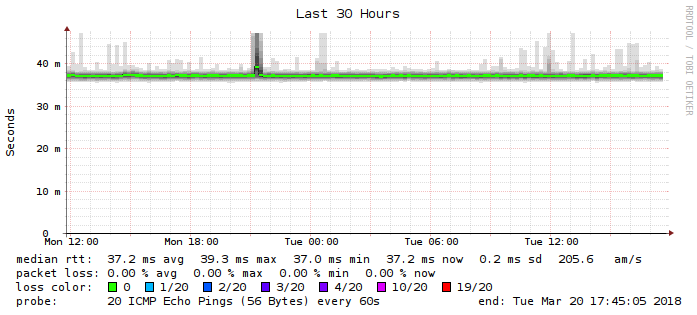 Last 30 Hours
RRDTOOL / TOBI OETIKER
Seconds
40 m
30 m
20 m
10 m
0
Mon 12:00 Mon 18:00 Tue 00:00 Tue 06:00 Tue 12:00
median rtt: 37.2 ms avg 39.3 ms max 37.0 ms min 37.2 ms now 0.2 ms sd 205.6 am/s
packet loss: 0.00 % avg 0.00 % max 0.00 % min 0.00 % now
loss color: 0 1/20 2/20 3/20 4/20 10/20 19/20
probe: 20 ICMP Echo Pings (56 Bytes) every 60s end: Tue Mar 20 17:45:05 2018